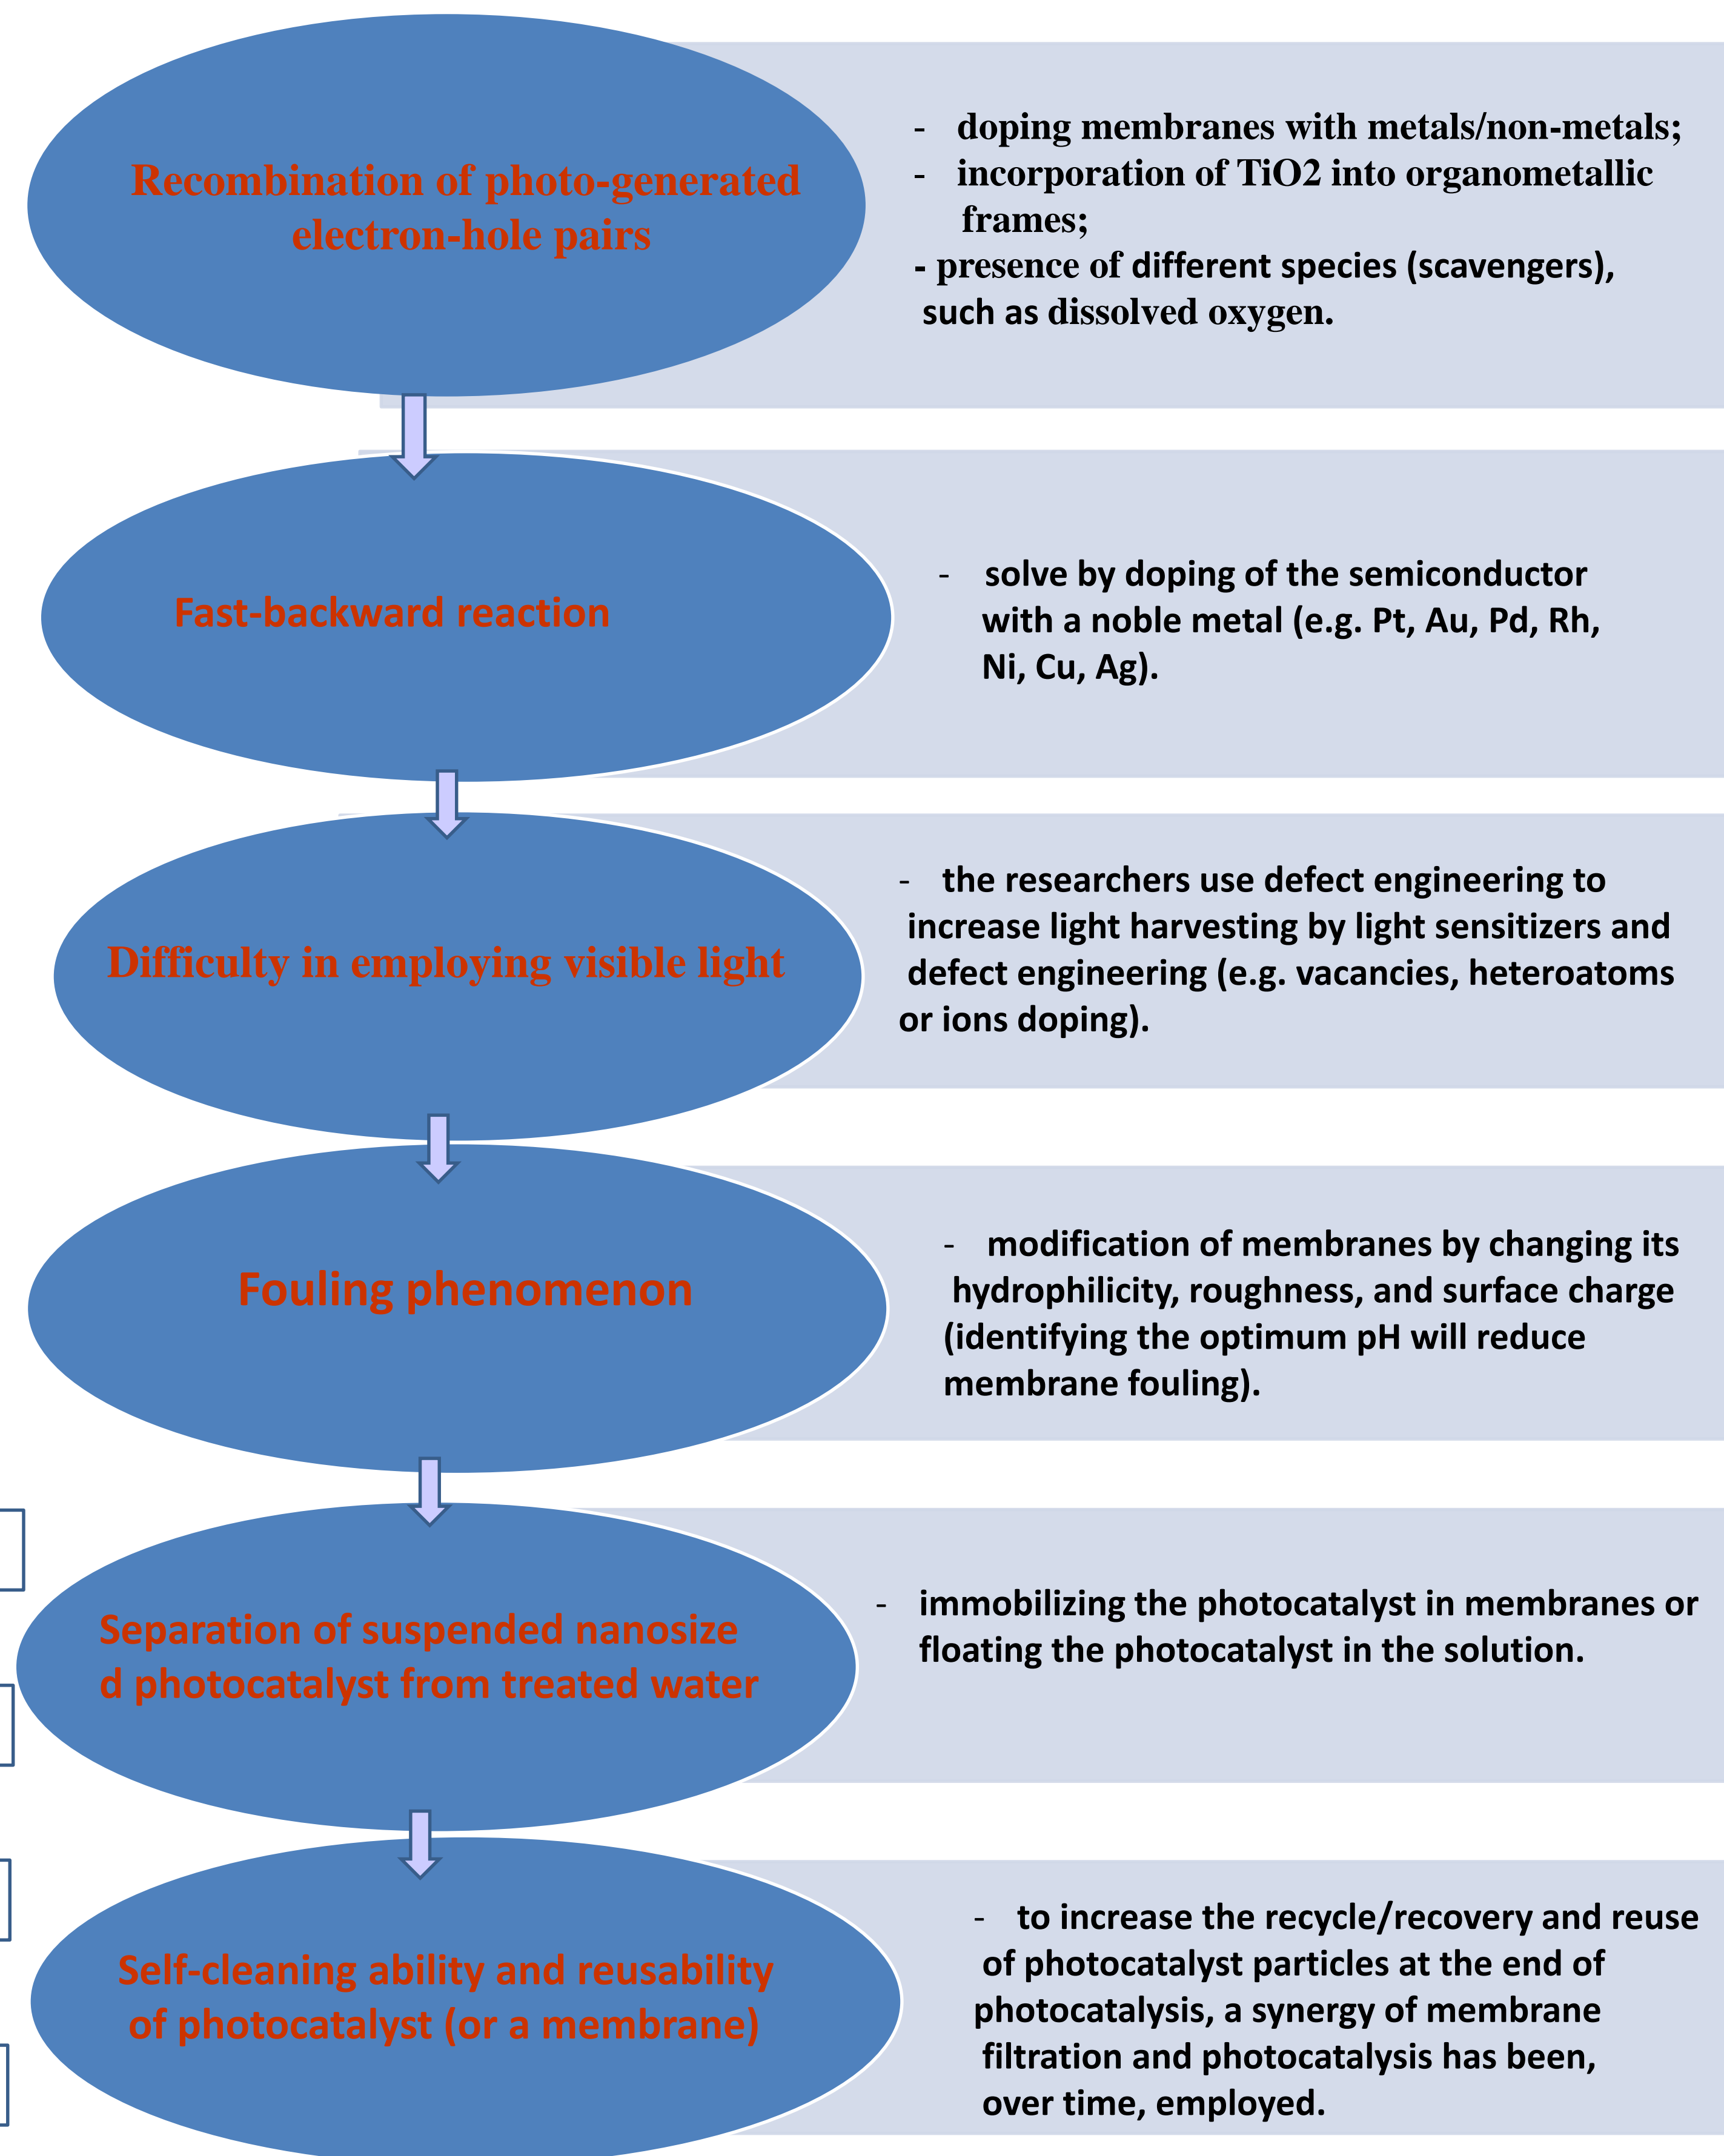 Recombination of photo-generated
electron-hole pairs
- doping membranes with metals/non-metals;
- incorporation of TiO2 into organometallic
frames;
- presence of different species (scavengers),
such as dissolved oxygen.
Fast-backward reaction
- solve by doping of the semiconductor
with a noble metal (e.g. Pt, Au, Pd, Rh,
Ni, Cu, Ag).
Difficulty in employing visible light
- the researchers use defect engineering to
increase light harvesting by light sensitizers and
defect engineering (e.g. vacancies, heteroatoms
or ions doping).
Fouling phenomenon
- modification of membranes by changing its
hydrophilicity, roughness, and surface charge
(identifying the optimum pH will reduce
membrane fouling).
Separation of suspended nanosize
d photocatalyst from treated water
- immobilizing the photocatalyst in membranes or
floating the photocatalyst in the solution.
Self-cleaning ability and reusability
of photocatalyst (or a membrane)
- to increase the recycle/recovery and reuse
of photocatalyst particles at the end of
photocatalysis, a synergy of membrane
filtration and photocatalysis has been,
over time, employed.